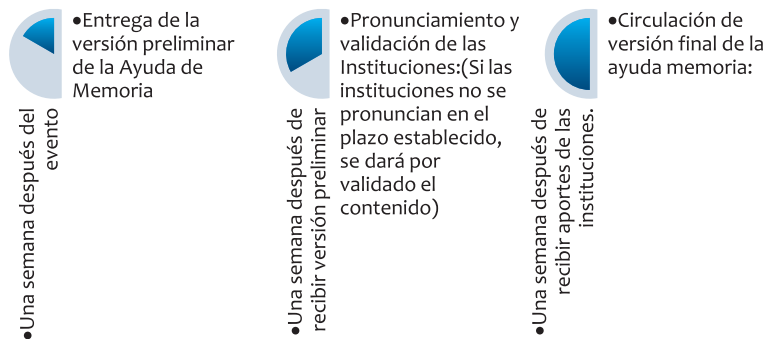 •Entrega de la
versión preliminar
de la Ayuda de
Memoria
•Una semana después del
evento
•Pronunciamiento y
validación de las
Instituciones:(Si las
instituciones no se
pronuncian en el
plazo establecido,
se dará por
validado el
contenido)
•Una semana después de
recibir versión preliminar
•Circulación de
versión final de la
ayuda memoria:
•Una semana después de
recibir aportes de las
instituciones.